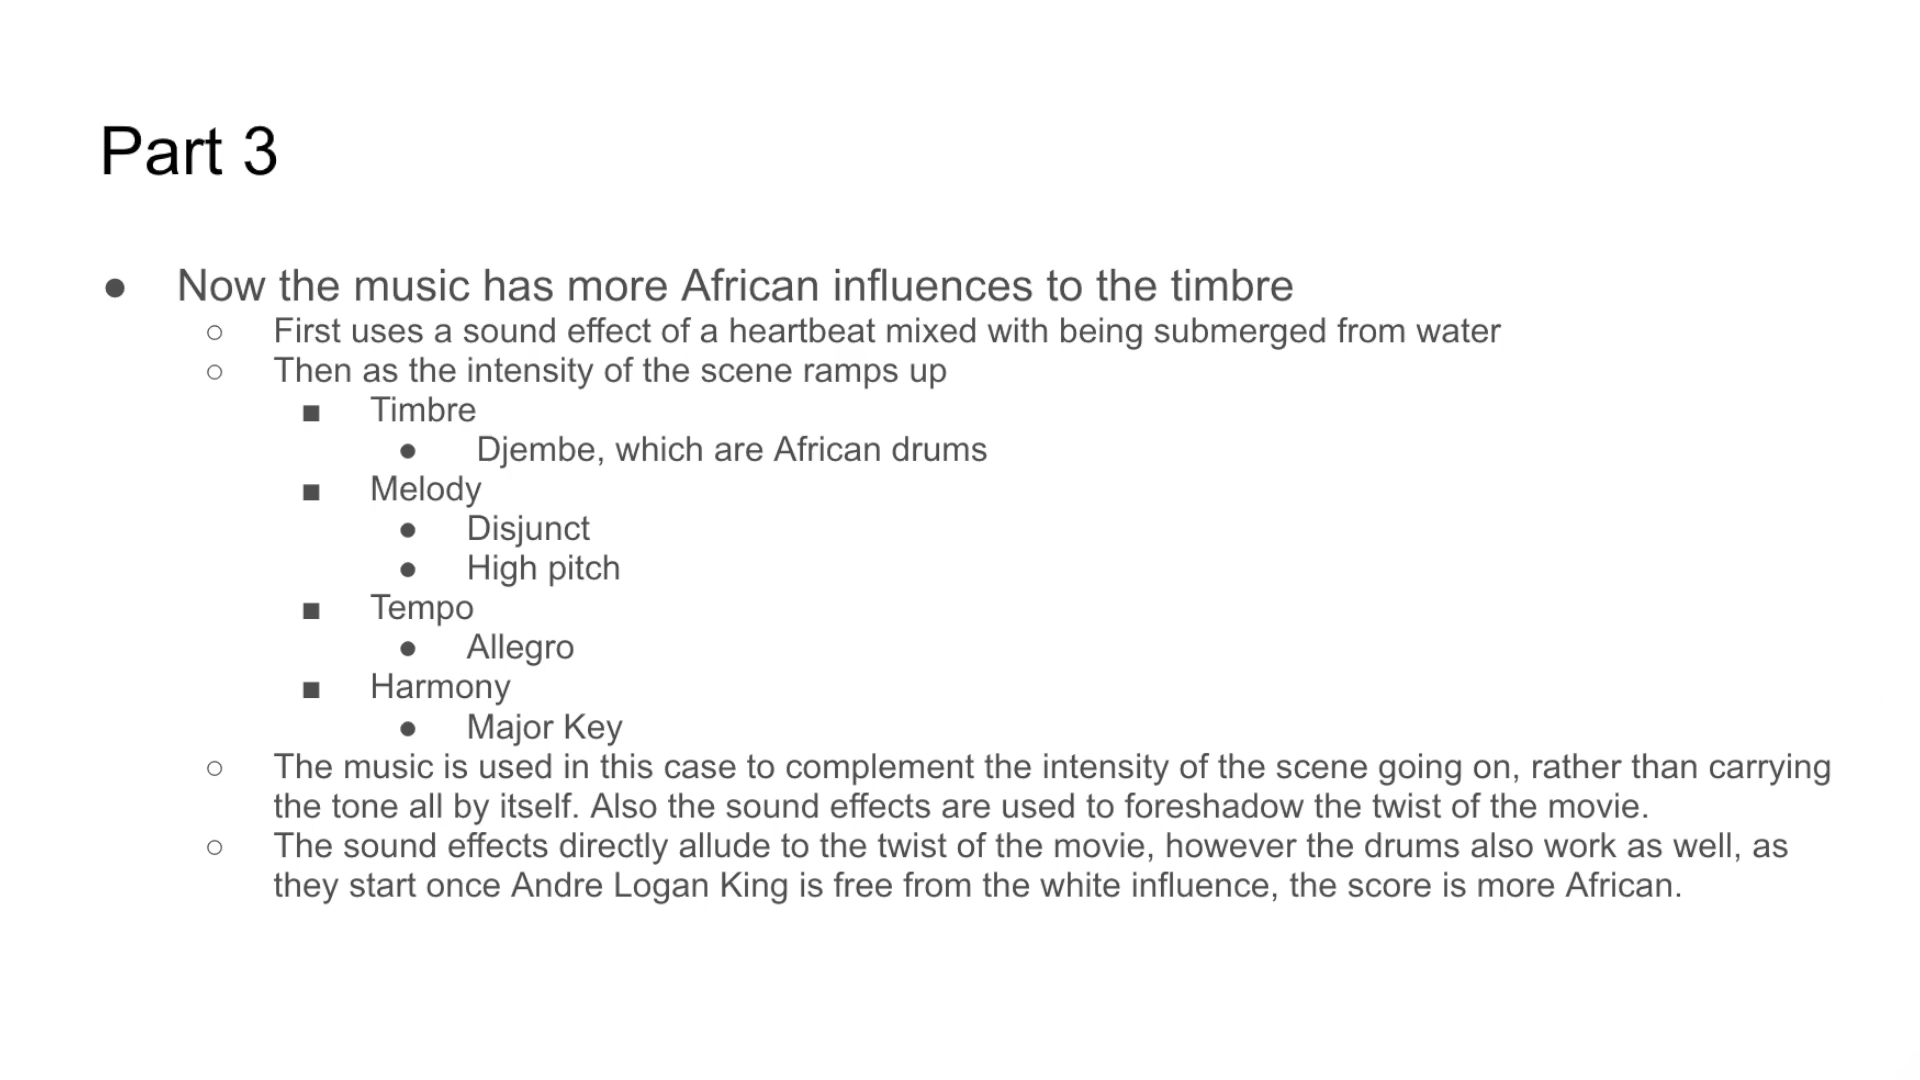 Part 3
● Now the music has more African influences to the timbre
○ First uses a sound effect of a heartbeat mixed with being submerged from water
○ Then as the intensity of the scene ramps up
■ Timbre
● Djembe, which are African drums
■ Melody
● Disjunct
● High pitch
■ Tempo
● Allegro
■ Harmony
● Major Key
○ The music is used in this case to complement the intensity of the scene going on, rather than carrying
the tone all by itself. Also the sound effects are used to foreshadow the twist of the movie.
○ The sound effects directly allude to the twist of the movie, however the drums also work as well, as
they start once Andre Logan King is free from the white influence, the score is more African.